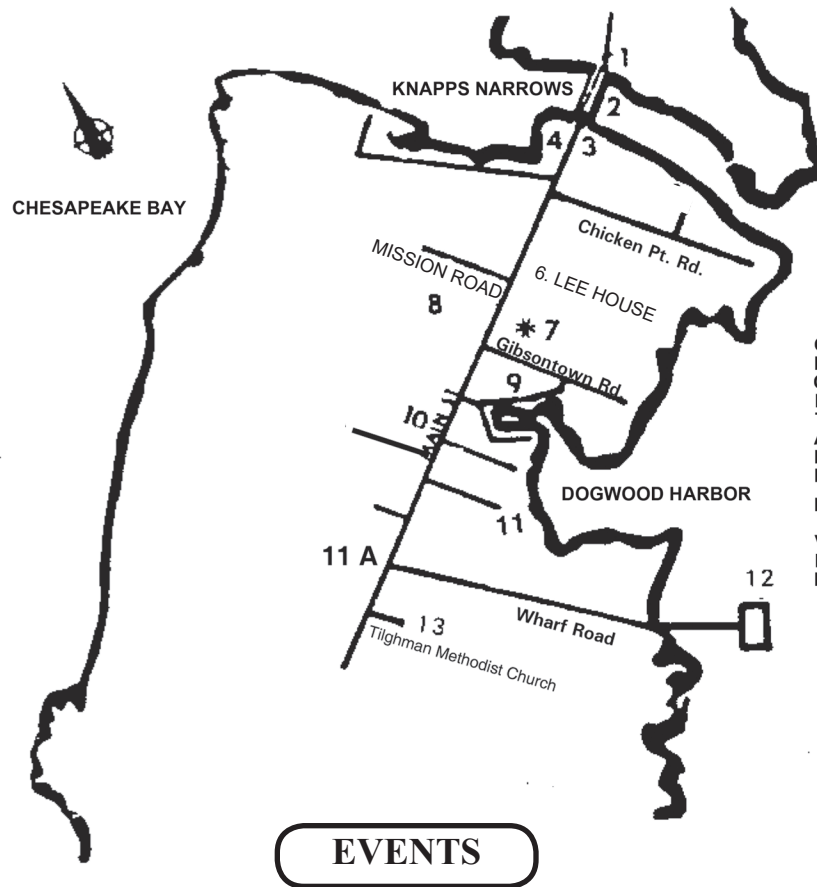 1
KNAPPS NARROWS
2
4
3
CHESAPEAKE BAY
Chicken Pt. Rd.
MISSION ROAD
6. LEE HOUSE
8
7
Gibsontown Rd.
9
10
MAIN
DOGWOOD HARBOR
11
11 A
12
Wharf Road
13
Tilghman Methodist Church
EVENTS